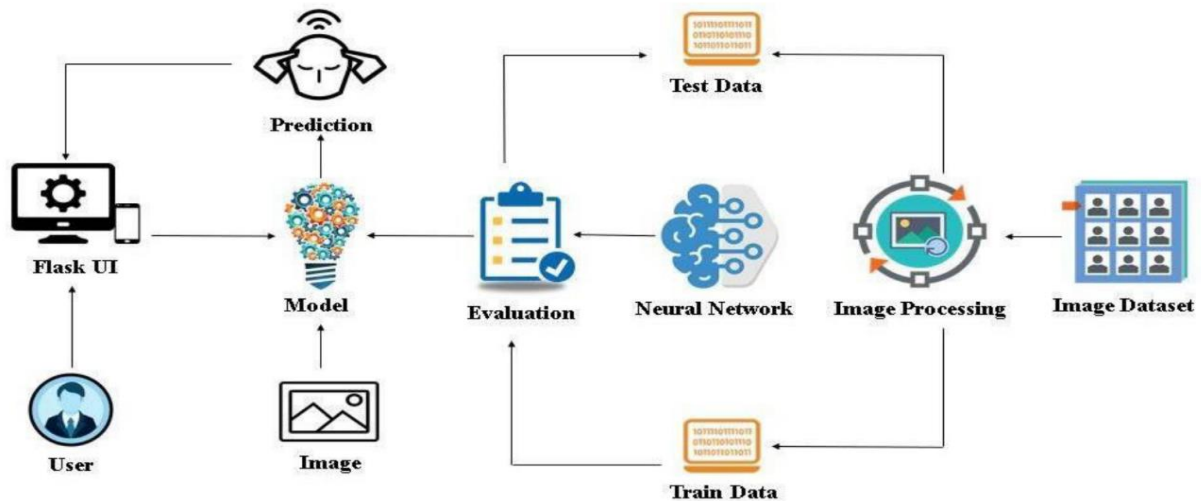 Test Data
Prediction
Flask UI
Model
Evaluation
Neural Network
Image Processing
Image Dataset
User
Image
Train Data